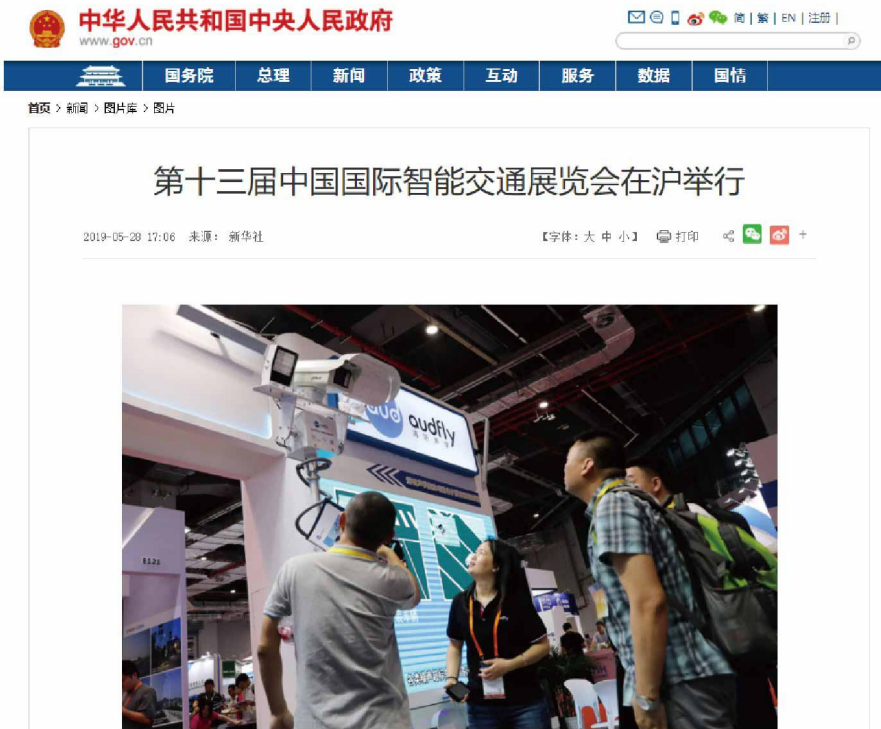 中华人民共和国中央人民政府
www.gov.cn
简 | 繁 | EN | 注册 |
国务院 总理 新闻 政策 互动 服务 数据 国情
首页 > 新闻 > 图片库 > 图片
第十三届中国国际智能交通展览会在沪举行
2019-05-28 17:06 来源: 新华社
【字体: 大 中 小】 打印
+
aud
audfly
E120